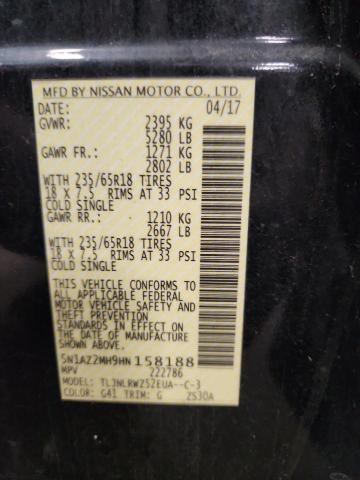 MFD BY NISSAN MOTOR CO., LTD.
DATE: 04/17
GVWR: 2395 KG
5280 LB
GAWR FR.: 1271 KG
2802 LB
WITH 235/65R18 TIRES
18 x 7.5 RIMS AT 33 PSI
COLD SINGLE
GAWR RR.: 1210 KG
2667 LB
WITH 235/65R18 TIRES
18 x 7.5 RIMS AT 33 PSI
COLD SINGLE
THIS VEHICLE CONFORMS TO
ALL APPLICABLE FEDERAL
MOTOR VEHICLE SAFETY AND
THEFT PREVENTION
STANDARDS IN EFFECT ON
THE DATE OF MANUFACTURE
SHOWN ABOVE.
5N1AZ2MH9HN 158188
MPV 222786
MODEL: TLJNLRWZ52EUA--C-3
COLOR: G41 TRIM: G ZS30A